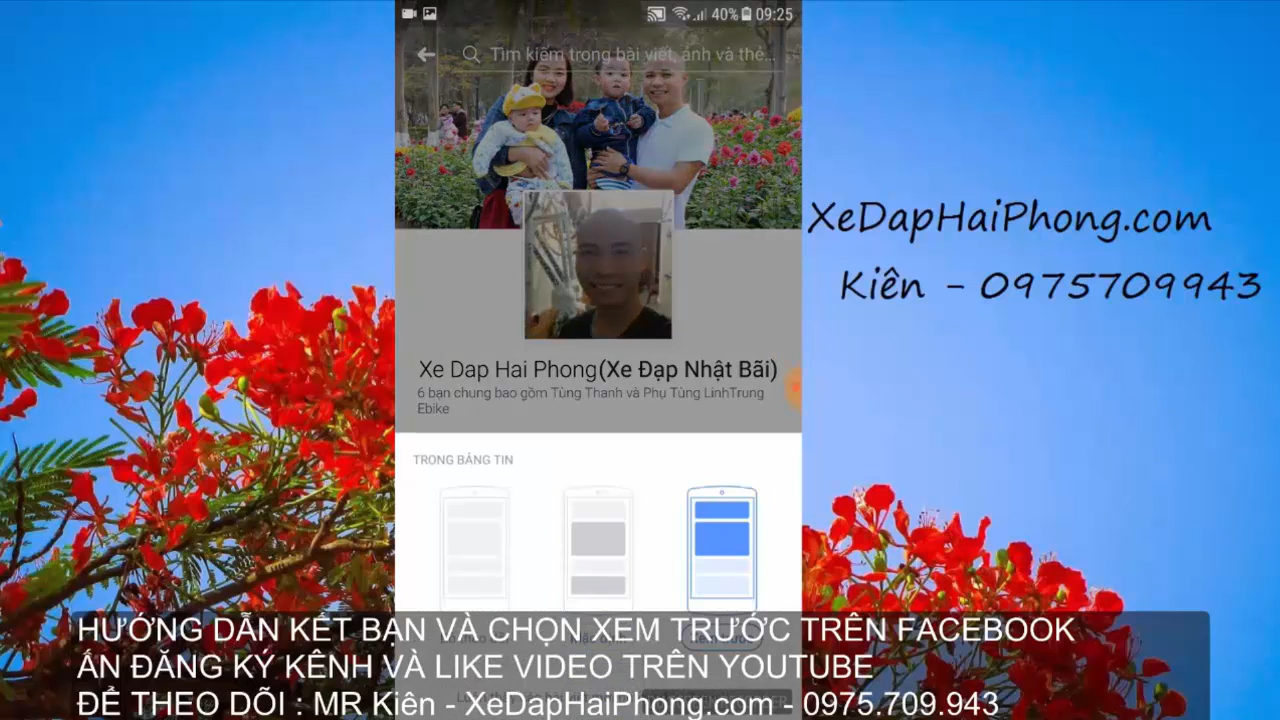 40% 09:25
Tìm kiếm trong bài viết, ảnh và thẻ...
XeDapHaiPhong.com
Kiên - 0975709943
Xe Dap Hai Phong(Xe Đạp Nhật Bãi)
6 bạn chung bao gồm Tùng Thanh và Phụ Tùng LinhTrung
Ebike
TRONG BẢNG TIN
HƯỚNG DẪN KẾT BẠN VÀ CHỌN XEM TRƯỚC TRÊN FACEBOOK
ẤN ĐĂNG KÝ KÊNH VÀ LIKE VIDEO TRÊN YOUTUBE
ĐỂ THEO DÕI : MR Kiên - XeDapHaiPhong.com - 0975.709.943